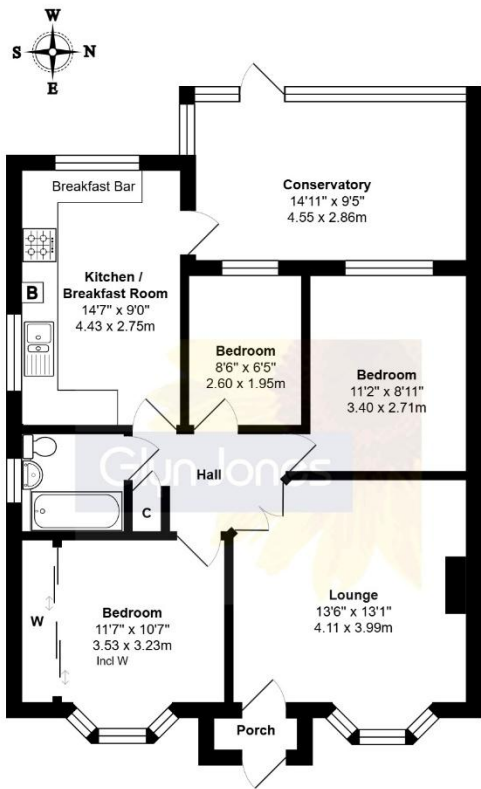 W
S N
E
Breakfast Bar
Conservatory
14'11" x 9'5"
4.55 x 2.86m
Kitchen /
Breakfast Room
14'7" x 9'0"
4.43 x 2.75m
B
Bedroom
8'6" x 6'5"
2.60 x 1.95m
Bedroom
11'2" x 8'11"
3.40 x 2.71m
Hall
Glyn Jones
C
W
Bedroom
11'7" x 10'7"
3.53 x 3.23m
Incl W
Lounge
13'6" x 13'1"
4.11 x 3.99m
Porch